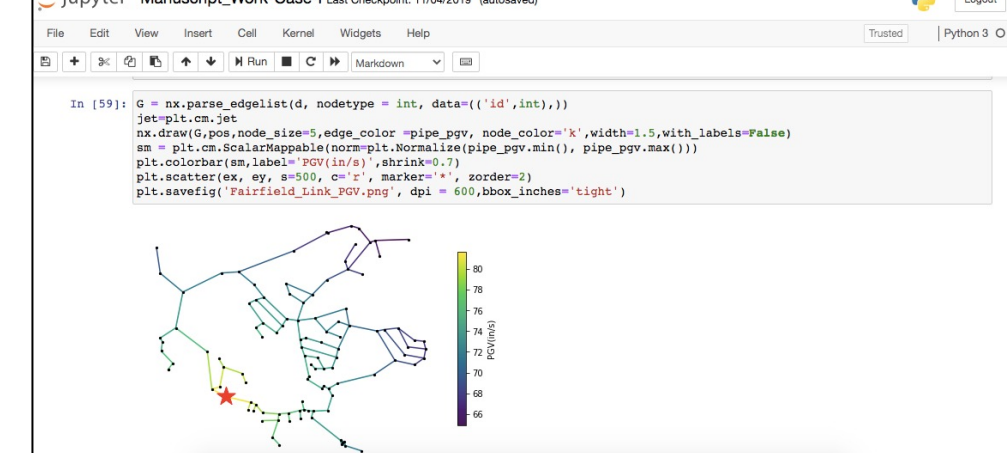 Jupyter Manuscript_Work-Case 1 Last Checkpoint: 11/04/2019 (autosaved) Logout
File Edit View Insert Cell Kernel Widgets Help Trusted Python 3
Run Markdown
In [59]: G = nx.parse_edgelist(d, nodetype = int, data=(('id',int),))
jet=plt.cm.jet
nx.draw(G,pos,node_size=5,edge_color =pipe_pgv, node_color='k',width=1.5,with_labels=False)
sm = plt.cm.ScalarMappable(norm=plt.Normalize(pipe_pgv.min(), pipe_pgv.max()))
plt.colorbar(sm,label='PGV(in/s)',shrink=0.7)
plt.scatter(ex, ey, s=500, c='r', marker='*', zorder=2)
plt.savefig('Fairfield_Link_PGV.png', dpi = 600,bbox_inches='tight')
80
78
76
74
72
70
68
66
PGV(in/s)